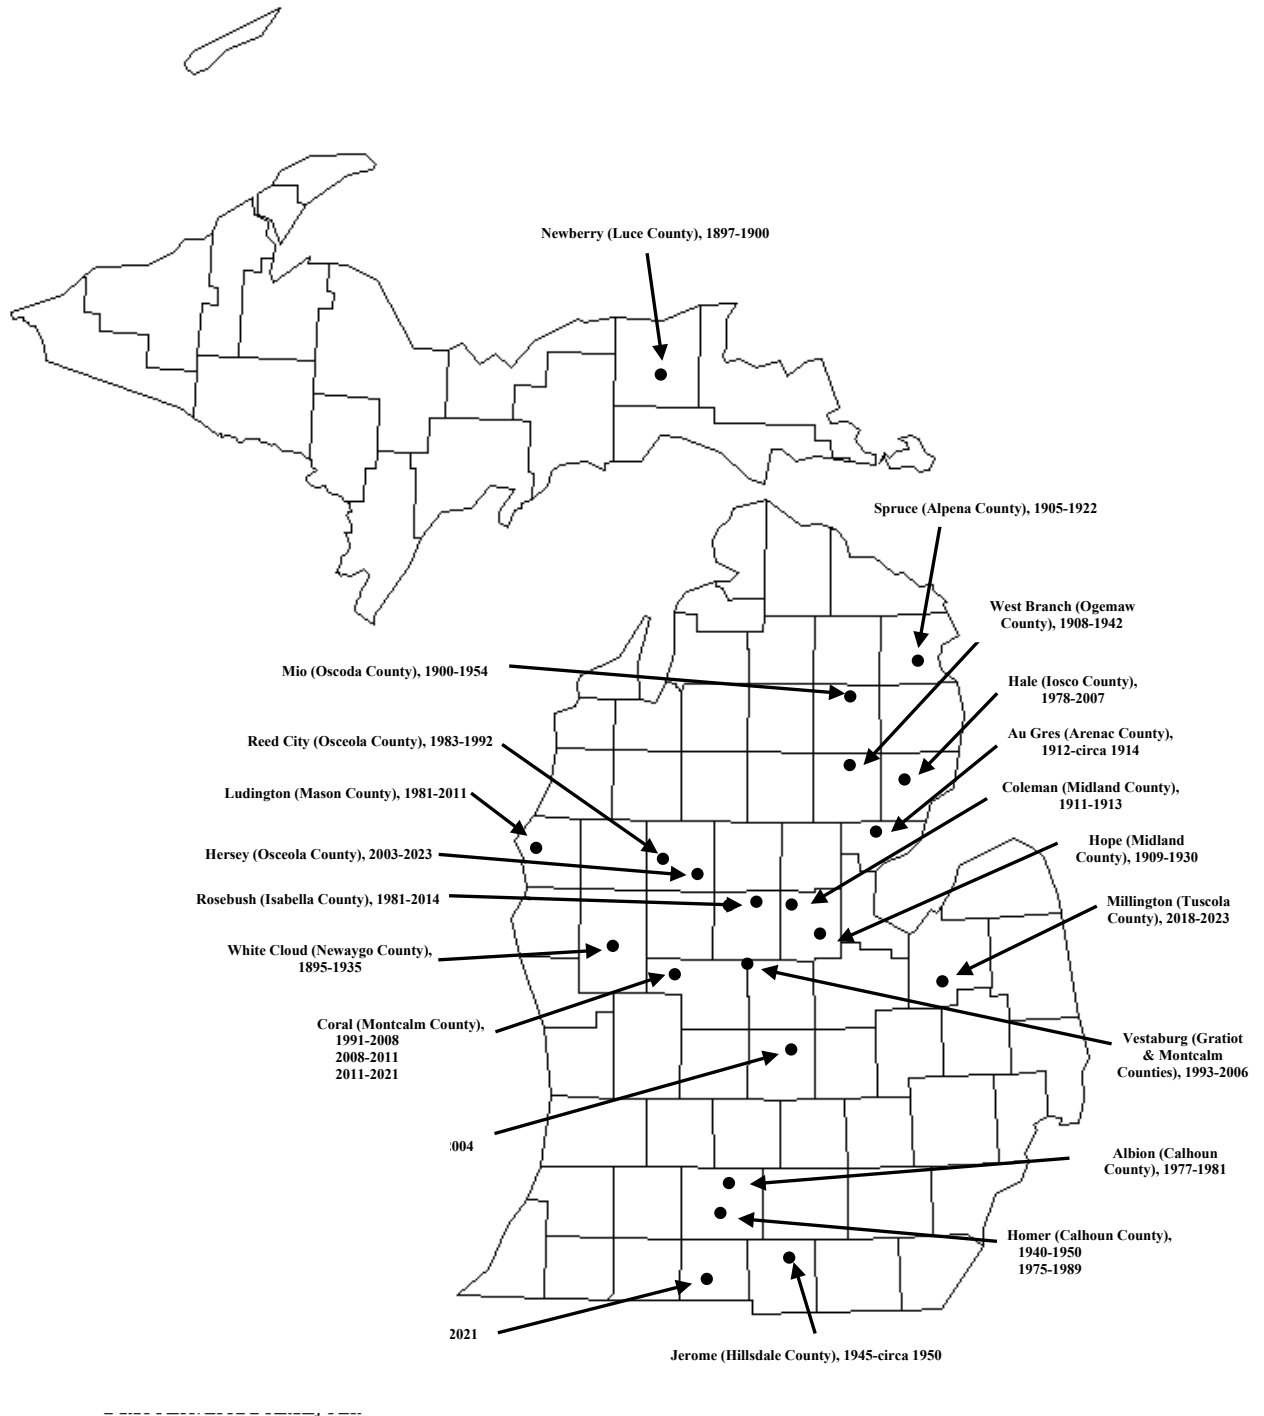 Newberry (Luce County), 1897-1900
Spruce (Alpena County), 1905-1922
West Branch (Ogemaw
County), 1908-1942
Mio (Oscoda County), 1900-1954
Hale (Iosco County),
1978-2007
Reed City (Osceola County), 1983-1992
Au Gres (Arenac County),
1912-circa 1914
Ludington (Mason County), 1981-2011
Coleman (Midland County),
1911-1913
Hersey (Osceola County), 2003-2023
Hope (Midland
County), 1909-1930
Rosebush (Isabella County), 1981-2014
Millington (Tuscola
County), 2018-2023
White Cloud (Newaygo County),
1895-1935
Coral (Montcalm County),
1991-2008
2008-2011
2011-2021
Vestaburg (Gratiot
& Montcalm
Counties), 1993-2006
004
Albion (Calhoun
County), 1977-1981
Homer (Calhoun County),
1940-1950
1975-1989
2021
Jerome (Hillsdale County), 1945-circa 1950